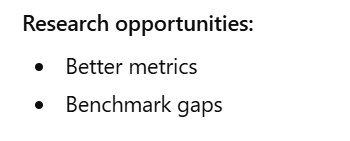 Research opportunities:
• Better metrics
• Benchmark gaps